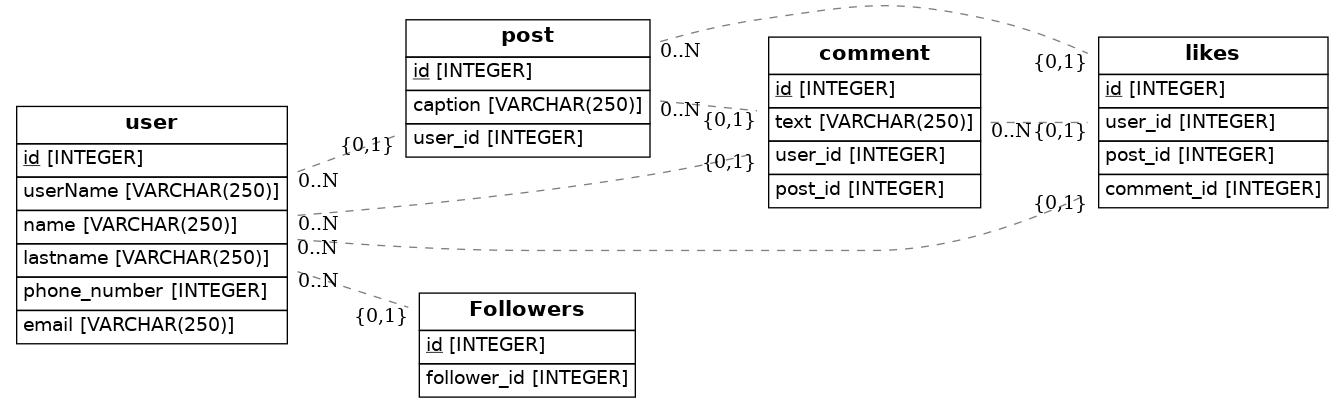 user
id [INTEGER]
userName [VARCHAR(250)]
name [VARCHAR(250)]
lastname [VARCHAR(250)]
phone_number [INTEGER]
email [VARCHAR(250)]
{0,1}
0..N
0..N
0..N
0..N
{0,1}
post
id [INTEGER]
caption [VARCHAR(250)]
user_id [INTEGER]
0..N
0..N
{0,1}
{0,1}
Followers
id [INTEGER]
follower_id [INTEGER]
comment
id [INTEGER]
text [VARCHAR(250)]
user_id [INTEGER]
post_id [INTEGER]
{0,1}
0..N
{0,1}
{0,1}
likes
id [INTEGER]
user_id [INTEGER]
post_id [INTEGER]
comment_id [INTEGER]